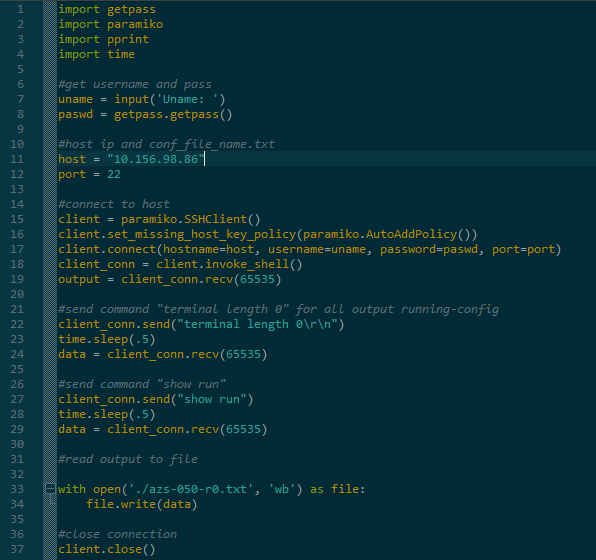 1 import getpass
2 import paramiko
3 import pprint
4 import time
5
6 #get username and pass
7 uname = input('Uname: ')
8 paswd = getpass.getpass()
9
10 #host ip and conf_file_name.txt
11 host = "10.156.98.86"
12 port = 22
13
14 #connect to host
15 client = paramiko.SSHClient()
16 client.set_missing_host_key_policy(paramiko.AutoAddPolicy())
17 client.connect(hostname=host, username=uname, password=paswd, port=port)
18 client_conn = client.invoke_shell()
19 output = client_conn.recv(65535)
20
21 #send command "terminal length 0" for all output running-config
22 client_conn.send("terminal length 0\r\n")
23 time.sleep(.5)
24 data = client_conn.recv(65535)
25
26 #send command "show run"
27 client_conn.send("show run")
28 time.sleep(.5)
29 data = client_conn.recv(65535)
30
31 #read output to file
32
33 with open('./azs-050-r0.txt', 'wb') as file:
34     file.write(data)
35
36 #close connection
37 client.close()